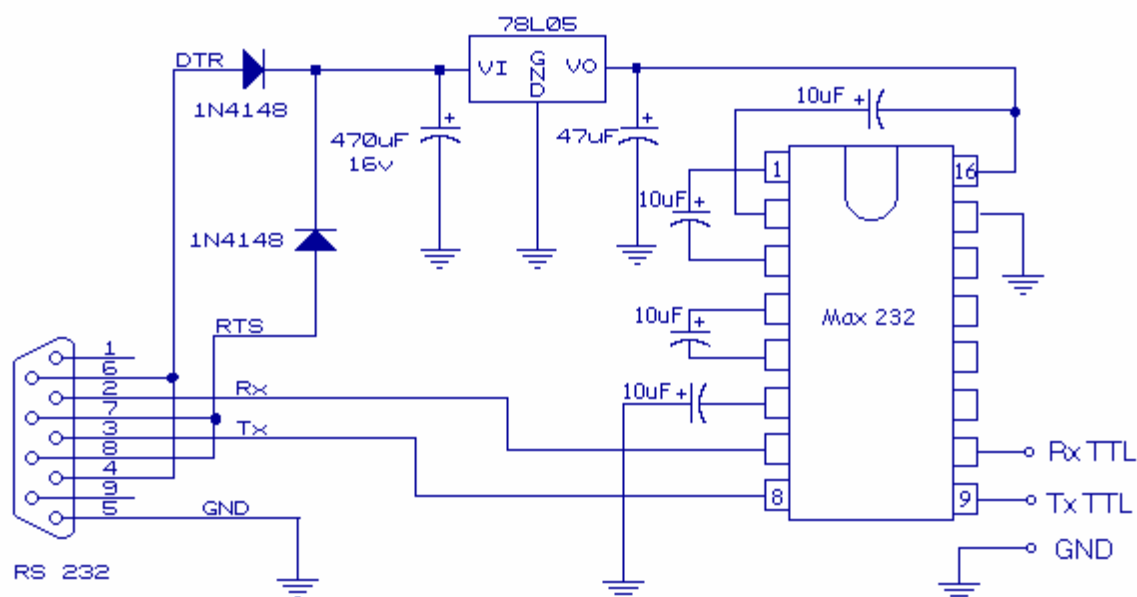 78L05
DTR
VI GND VO
1N4148
10uF +
470uF +
16v
47uF +
1
16
10uF +
1N4148
Max 232
10uF +
RTS
1
6
2
7
3
8
4
9
5
Rx
Tx
GND
10uF +
8
9
Rx TTL
Tx TTL
GND
RS 232